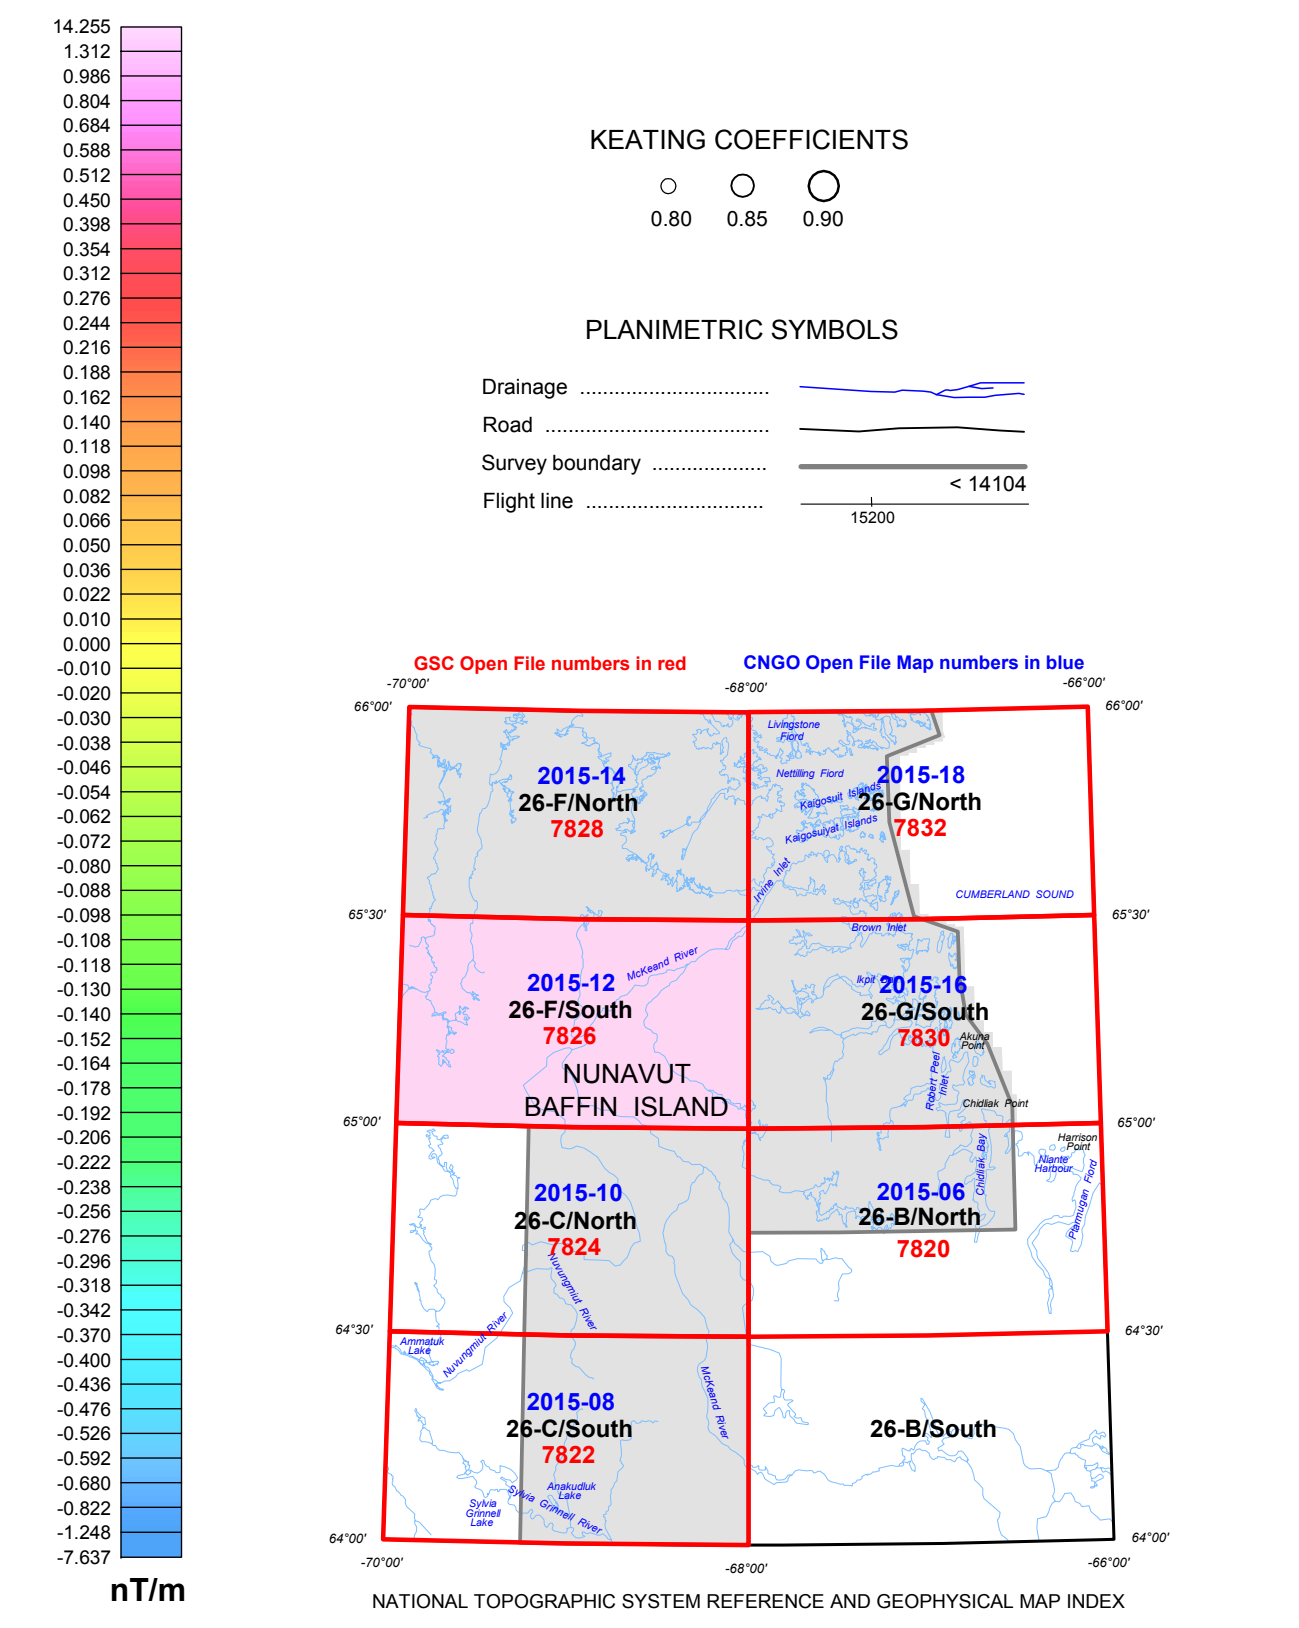 14.255
1.312
0.986
0.804
0.684
0.588
0.512
0.450
0.398
0.354
0.312
0.276
0.244
0.216
0.188
0.162
0.140
0.118
0.098
0.082
0.066
0.050
0.036
0.022
0.010
0.000
-0.010
-0.020
-0.030
-0.038
-0.046
-0.054
-0.062
-0.072
-0.080
-0.088
-0.098
-0.108
-0.118
-0.130
-0.140
-0.152
-0.164
-0.178
-0.192
-0.206
-0.222
-0.238
-0.256
-0.276
-0.296
-0.318
-0.342
-0.370
-0.400
-0.436
-0.476
-0.526
-0.592
-0.680
-0.822
-1.248
-7.637
nT/m
KEATING COEFFICIENTS
0.80 0.85 0.90
PLANIMETRIC SYMBOLS
Drainage ..............................
Road ..............................
Survey boundary ....................
Flight line ..............................
< 14104
15200
GSC Open File numbers in red
CNGO Open File Map numbers in blue
-70°00' -68°00' -66°00'
66°00' 66°00'
Livingstone
Fiord
Nettilling Fiord
2015-14
26-F/North
7828
2015-18
26-G/North
7832
Kaigosuit Islands
Kaigosuiyat Islands
Irvine Inlet
CUMBERLAND SOUND
65°30' 65°30'
Brown Inlet
McKeand River
2015-12
26-F/South
7826
Ikpit
2015-16
26-G/South
7830
Akuna
Point
Robert Peel
Inlet
NUNAVUT
BAFFIN ISLAND
Chidliak Point
65°00' 65°00'
Harrison
Point
Niante
Harbour
Chidliak Bay
Ptarmugan Fiord
2015-10
26-C/North
7824
2015-06
26-B/North
7820
Nuvungmiut River
64°30' 64°30'
Ammatuk
Lake
Nuvungmiut River
McKeand River
2015-08
26-C/South
7822
26-B/South
Anakudluk
Lake
Sylvia
Grinnell
Lake
Sylvia Grinnell River
64°00' 64°00'
-70°00' -68°00' -66°00'
NATIONAL TOPOGRAPHIC SYSTEM REFERENCE AND GEOPHYSICAL MAP INDEX